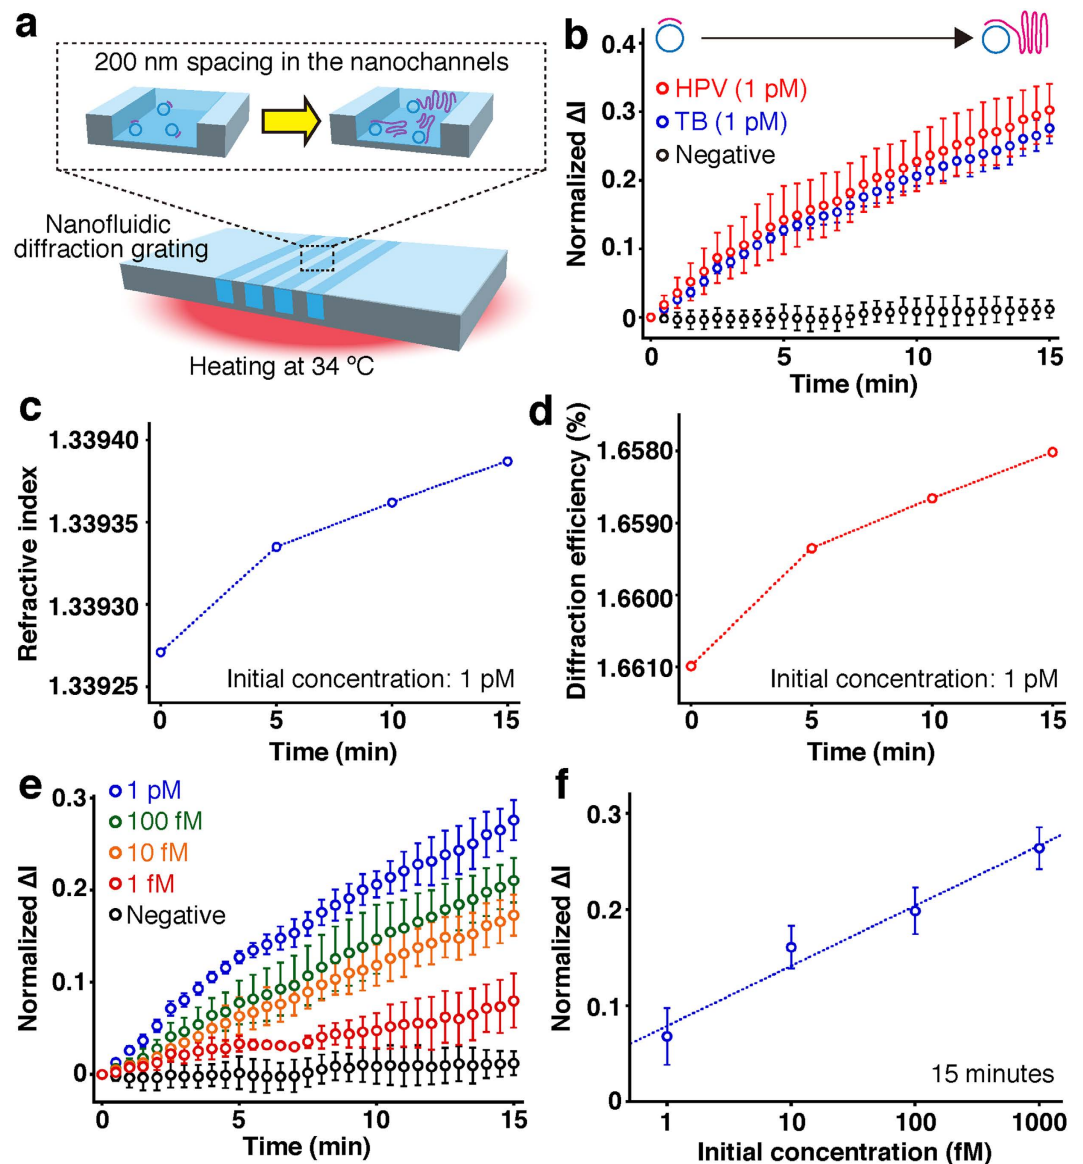 a
200 nm spacing in the nanochannels
Nanofluidic
diffraction grating
Heating at 34 ºC
b
HPV (1 pM)
TB (1 pM)
Negative
Normalized ΔI
0.4
0.3
0.2
0.1
0
0 5 10 15
Time (min)
c
Refractive index
1.33940
1.33935
1.33930
1.33925
Initial concentration: 1 pM
0 5 10 15
Time (min)
d
Diffraction efficiency (%)
1.6580
1.6590
1.6600
1.6610
Initial concentration: 1 pM
0 5 10 15
Time (min)
e
1 pM
100 fM
10 fM
1 fM
Negative
Normalized ΔI
0.3
0.2
0.1
0
0 5 10 15
Time (min)
f
Normalized ΔI
0.3
0.2
0.1
0
15 minutes
1 10 100 1000
Initial concentration (fM)